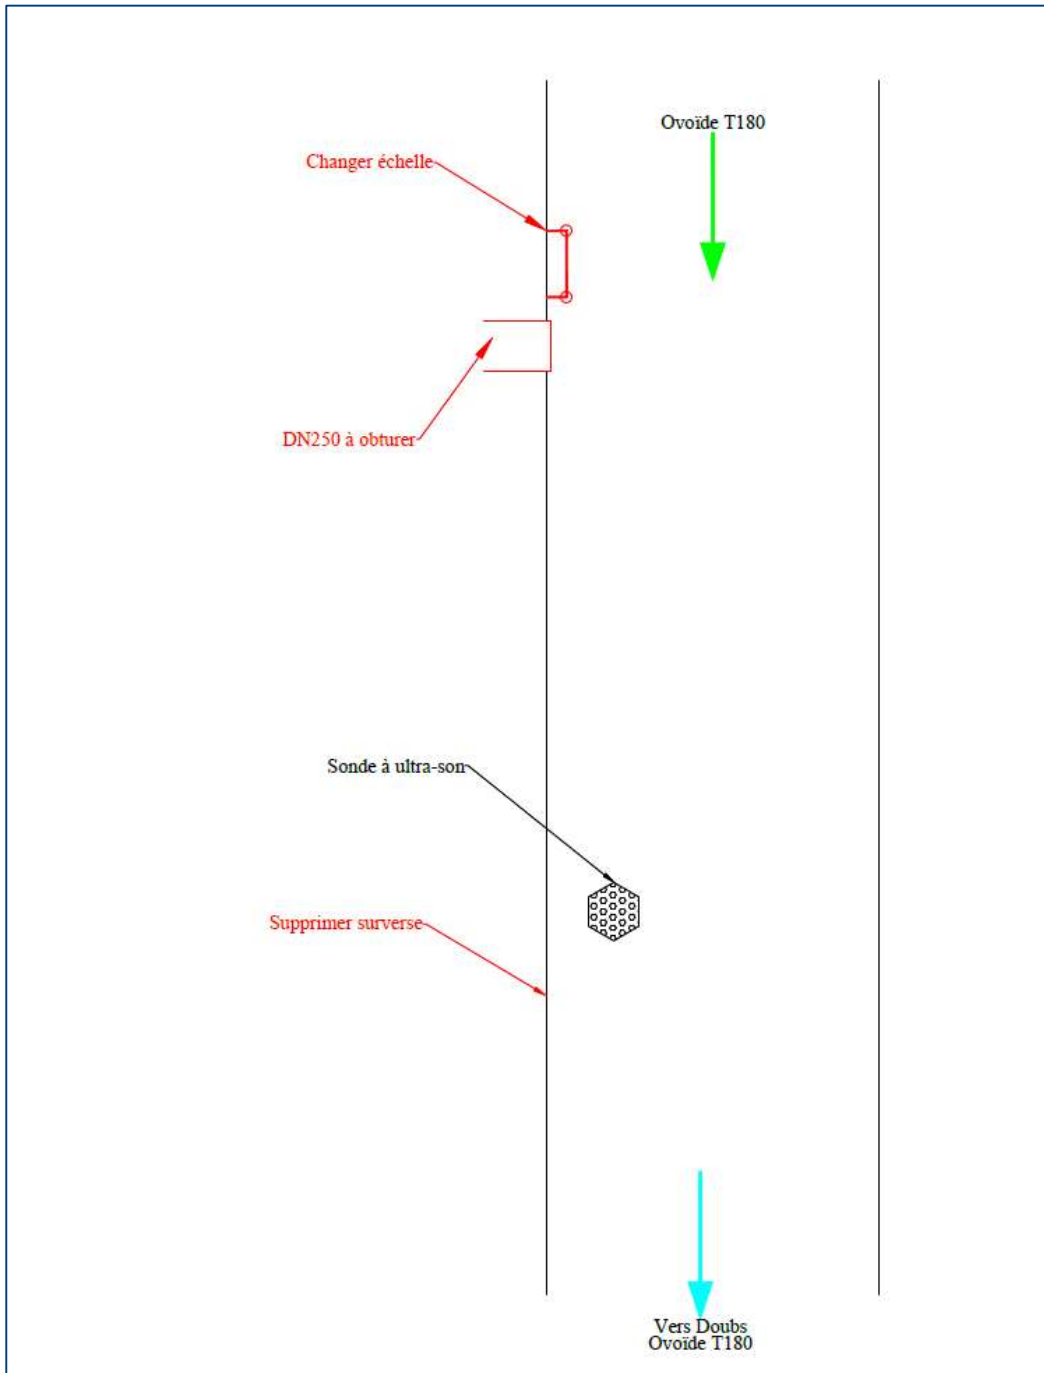 Ovoïde T180
Changer échelle
DN250 à obturer
Sonde à ultra-son
Supprimer surverse
Vers Doubs
Ovoïde T180